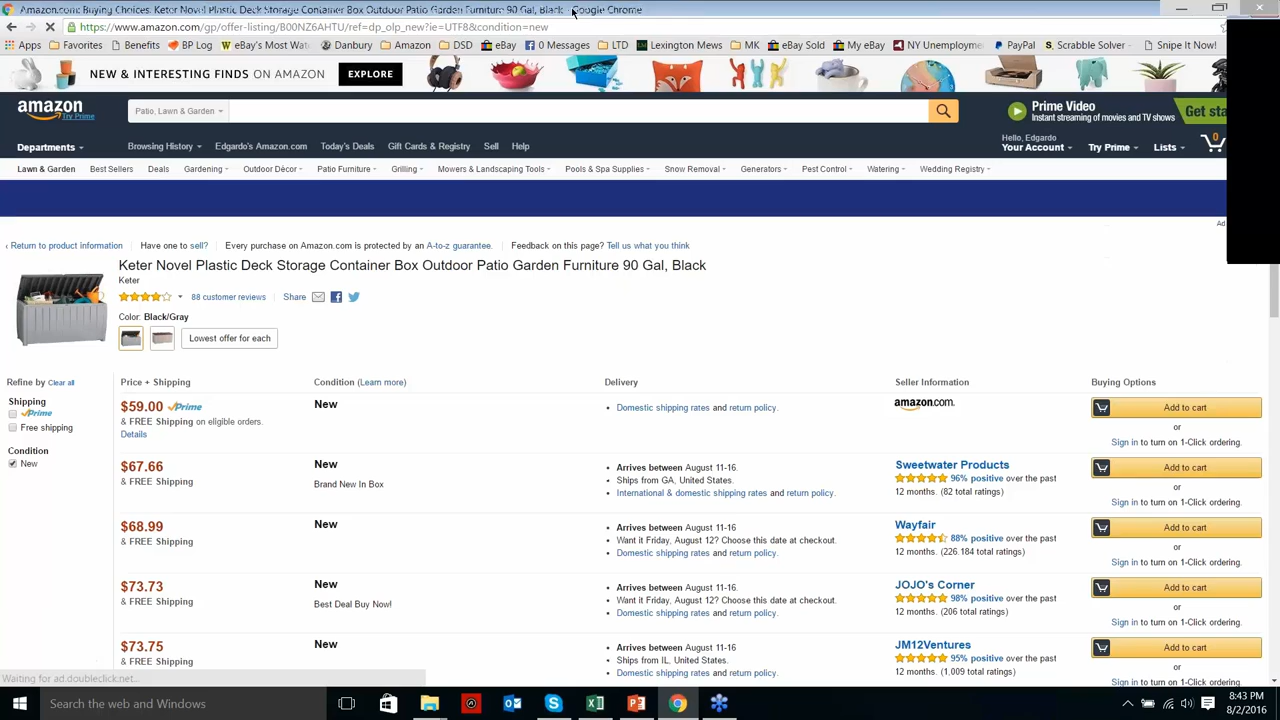 Amazon.com: Buying Choices: Keter Novel Plastic Deck Storage Container Box Outdoor Patio Garden Furniture 90 Gal, Black - Google Chrome
https://www.amazon.com/gp/offer-listing/B00NZ6AHTU/ref=dp_olp_new?ie=UTF8&condition=new
Apps Favorites BP Log eBay's Most Wat Danbury Amazon DSD eBay 0 Messages LTD Lexington Mews MK eBay Sold My eBay NY Unemployme PayPal Scrabble Solver Snipe It Now!
NEW & INTERESTING FINDS ON AMAZON EXPLORE
amazon Try Prime
Patio, Lawn & Garden
Prime Video
Instant streaming of movies and TV shows
Get sta
Departments Browsing History Edgardo's Amazon.com Today's Deals Gift Cards & Registry Sell Help
Hello, Edgardo
Your Account Try Prime Lists 0
Lawn & Garden Best Sellers Deals Gardening Outdoor Décor Patio Furniture Grilling Mowers & Landscaping Tools Pools & Spa Supplies Snow Removal Generators Pest Control Watering Wedding Registry
Ad
‹ Return to product information Have one to sell? Every purchase on Amazon.com is protected by an A-to-z guarantee. Feedback on this page? Tell us what you think
Keter Novel Plastic Deck Storage Container Box Outdoor Patio Garden Furniture 90 Gal, Black
Keter
88 customer reviews Share
Color: Black/Gray
Lowest offer for each
Refine by Clear all
Shipping
Prime
Free shipping
Condition
New
Price + Shipping Condition (Learn more) Delivery Seller Information Buying Options
$59.00 Prime
& FREE Shipping on eligible orders.
Details
New
Domestic shipping rates and return policy.
amazon.com.
Add to cart
or
Sign in to turn on 1-Click ordering.
$67.66
& FREE Shipping
New
Brand New In Box
Arrives between August 11-16.
Ships from GA, United States.
International & domestic shipping rates and return policy.
Sweetwater Products
96% positive over the past
12 months. (82 total ratings)
Add to cart
or
Sign in to turn on 1-Click ordering.
$68.99
& FREE Shipping
New
Arrives between August 11-16
Want it Friday, August 12? Choose this date at checkout.
Domestic shipping rates and return policy.
Wayfair
88% positive over the past
12 months. (226,184 total ratings)
Add to cart
or
Sign in to turn on 1-Click ordering.
$73.73
& FREE Shipping
New
Best Deal Buy Now!
Arrives between August 11-16.
Want it Friday, August 12? Choose this date at checkout.
Domestic shipping rates and return policy.
JOJO's Corner
98% positive over the past
12 months. (206 total ratings)
Add to cart
or
Sign in to turn on 1-Click ordering.
$73.75
& FREE Shipping
New
Arrives between August 11-16
Ships from IL, United States.
Domestic shipping rates and return policy.
JM12Ventures
95% positive over the past
12 months. (1,009 total ratings)
Add to cart
or
Sign in to turn on 1-Click ordering.
Waiting for ad.doubleclick.net...
Search the web and Windows
8:43 PM
8/2/2016